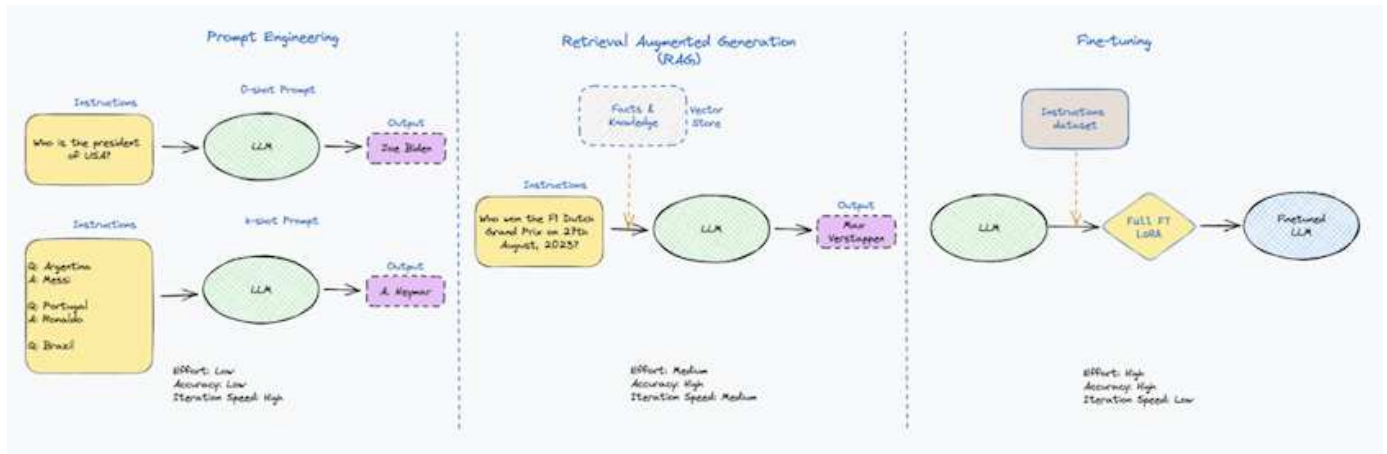 Prompt Engineering
0-shot Prompt
Instructions
Who is the president
of USA?
LLM
Output
Joe Biden
k-shot Prompt
Instructions
Q: Argentina
A: Messi
Q: Portugal
A: Ronaldo
Q: Brazil
LLM
Output
A: Neymar
Effort: Low
Accuracy: Low
Iteration Speed: High
Retrieval Augmented Generation
(RAG)
Facts &
Knowledge
Vector
Store
Instructions
Who won the F1 Dutch
Grand Prix on 27th
August, 2023?
LLM
Output
Max
Verstappen
Effort: Medium
Accuracy: High
Iteration Speed: Medium
Fine-tuning
Instructions
dataset
LLM
Full FT
LoRA
Finetuned
LLM
Effort: High
Accuracy: High
Iteration Speed: Low